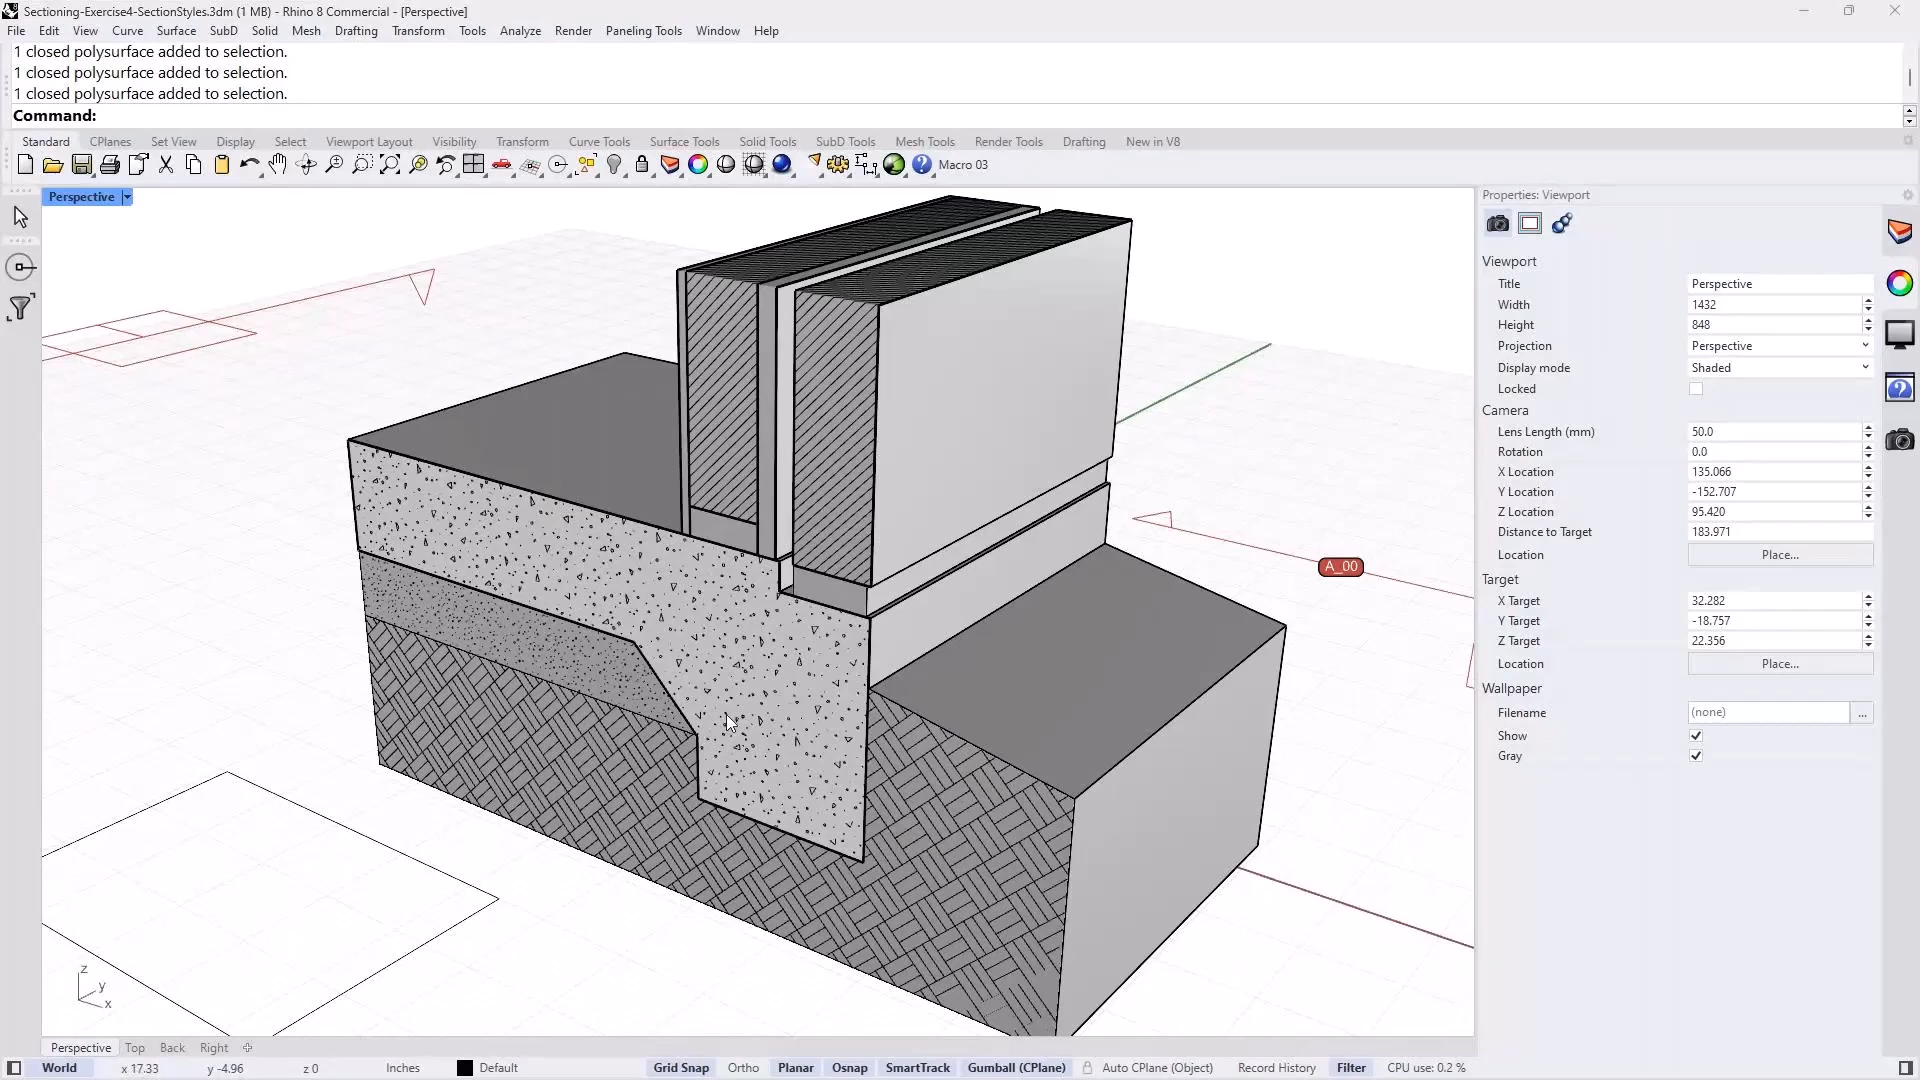 Sectioning-Exercise4-SectionStyles.3dm (1 MB) - Rhino 8 Commercial - [Perspective]
File Edit View Curve Surface SubD Solid Mesh Drafting Transform Tools Analyze Render Paneling Tools Window Help
1 closed polysurface added to selection.
1 closed polysurface added to selection.
1 closed polysurface added to selection.
Command:
Standard CPlanes Set View Display Select Viewport Layout Visibility Transform Curve Tools Surface Tools Solid Tools SubD Tools Mesh Tools Render Tools Drafting New in V8
Macro 03
Perspective
Properties: Viewport
Viewport
Title Perspective
Width 1432
Height 848
Projection Perspective
Display mode Shaded
Locked
Camera
Lens Length (mm) 50.0
Rotation 0.0
X Location 135.066
Y Location -152.707
Z Location 95.420
Distance to Target 183.971
Location Place...
Target
X Target 32.282
Y Target -18.757
Z Target 22.356
Location Place...
Wallpaper
Filename (none) ...
Show
Gray
A_00
z
y
x
Perspective Top Back Right
World x 17.33 y -4.96 z 0 Inches Default Grid Snap Ortho Planar Osnap SmartTrack Gumball (CPlane) Auto CPlane (Object) Record History Filter CPU use: 0.2 %